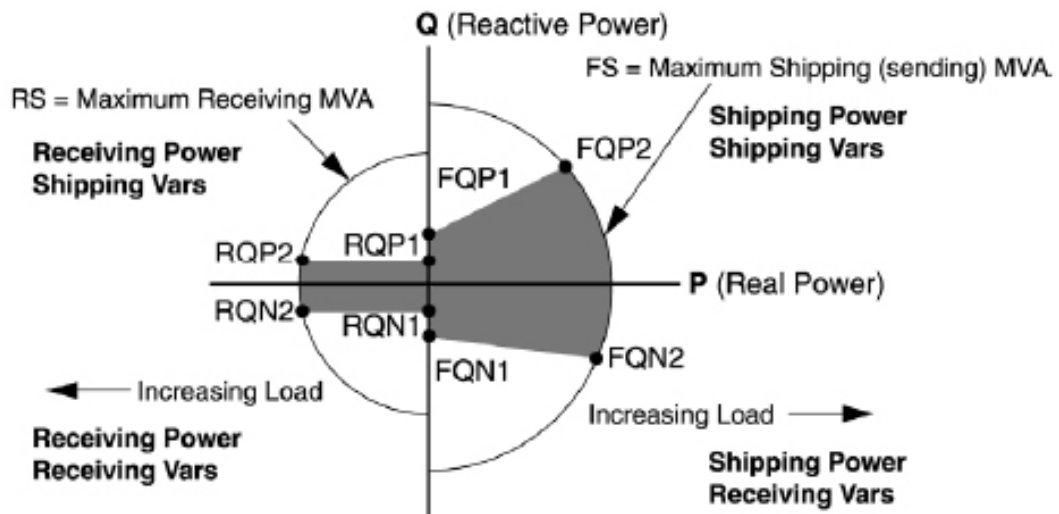 Q (Reactive Power)
FS = Maximum Shipping (sending) MVA.
RS = Maximum Receiving MVA
Shipping Power
Shipping Vars
Receiving Power
Shipping Vars
FQP2
FQP1
RQP2
RQP1
P (Real Power)
RQN2
RQN1
FQN1
FQN2
Increasing Load
Increasing Load
Receiving Power
Receiving Vars
Shipping Power
Receiving Vars